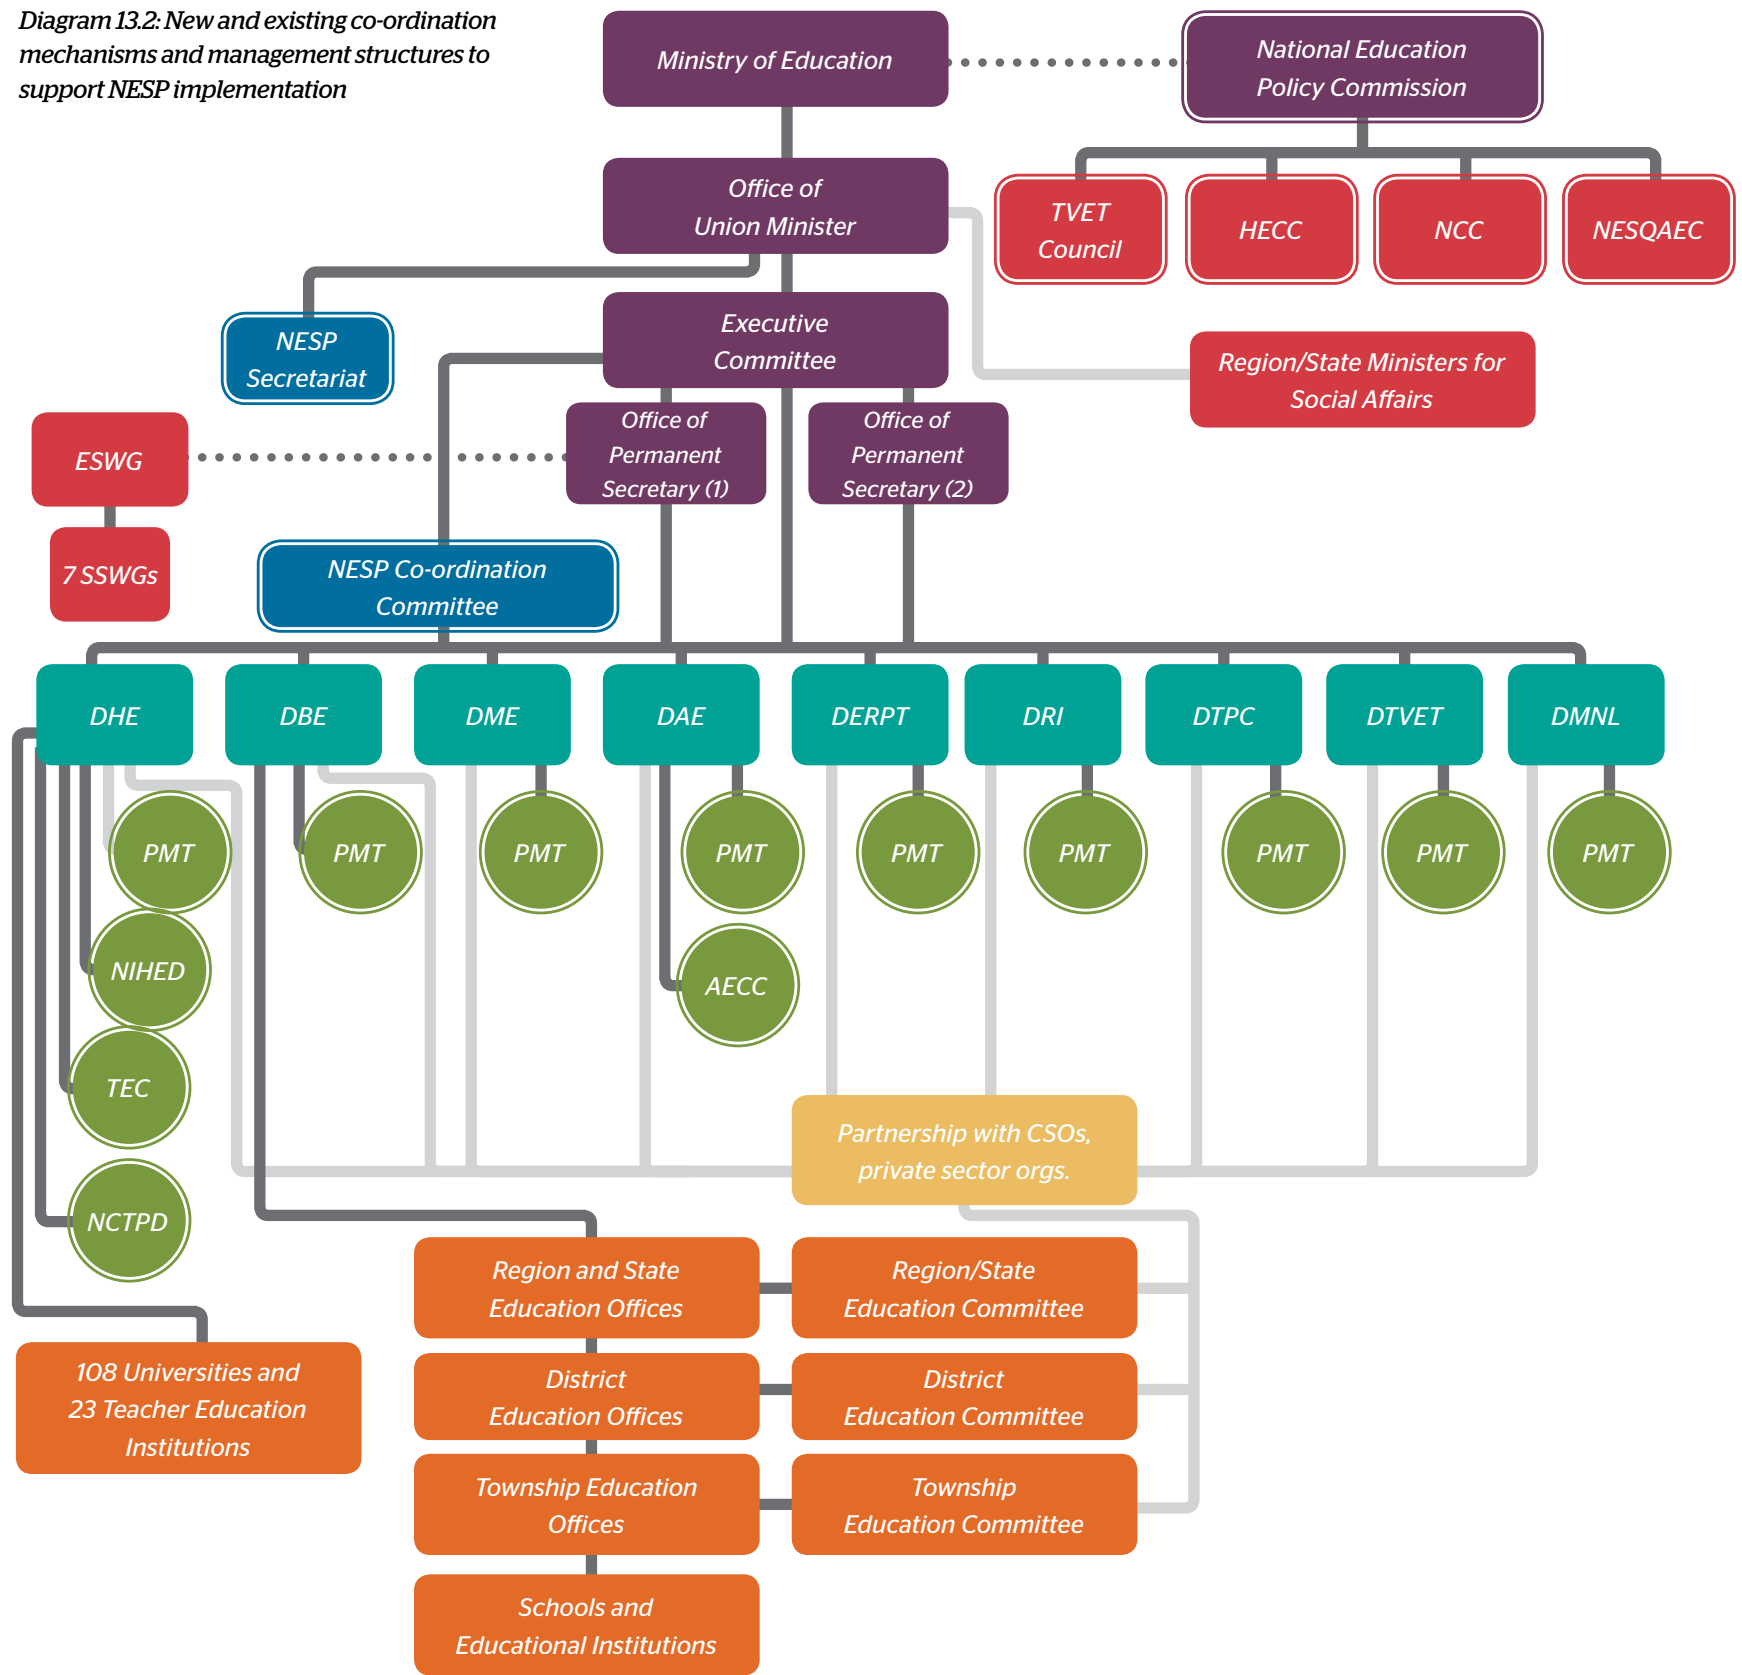 Diagram 13.2: New and existing co-ordination
mechanisms and management structures to
support NESP implementation
Ministry of Education
National Education
Policy Commission
Office of
Union Minister
TVET
Council
HECC
NCC
NESQAEC
Executive
Committee
NESP
Secretariat
Region/State Ministers for
Social Affairs
ESWG
Office of
Permanent
Secretary (1)
Office of
Permanent
Secretary (2)
7 SSWGs
NESP Co-ordination
Committee
DHE
DBE
DME
DAE
DERPT
DRI
DTPC
DTVET
DMNL
PMT
PMT
PMT
PMT
PMT
PMT
PMT
PMT
PMT
NIHED
AECC
TEC
NCTPD
Partnership with CSOs,
private sector orgs.
Region and State
Education Offices
Region/State
Education Committee
108 Universities and
23 Teacher Education
Institutions
District
Education Offices
District
Education Committee
Township Education
Offices
Township
Education Committee
Schools and
Educational Institutions